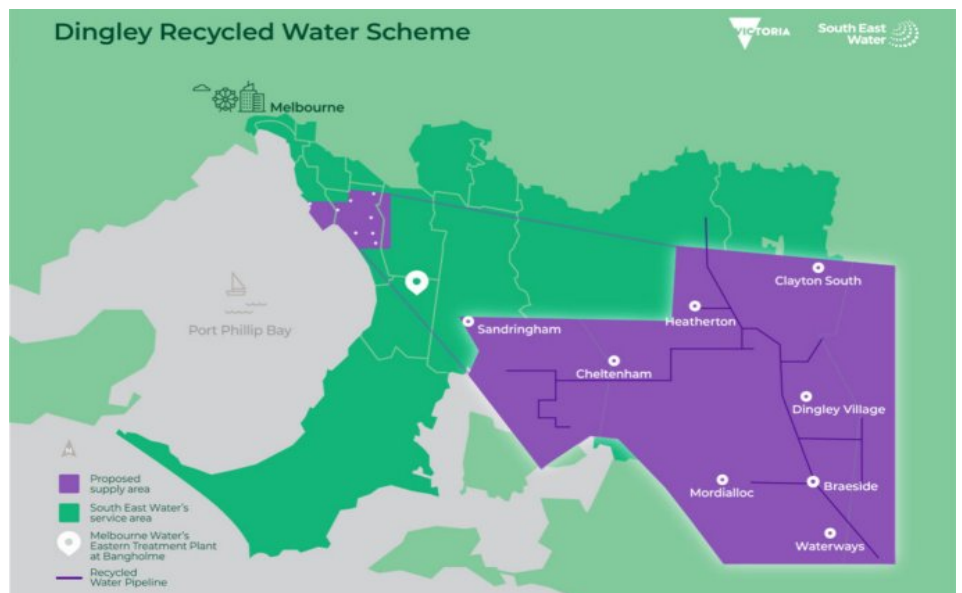 Dingley Recycled Water Scheme
VICTORIA
South East
Water
Melbourne
Port Phillip Bay
Clayton South
Heatherton
Sandringham
Cheltenham
Dingley Village
Mordialloc
Braeside
Waterways
Proposed
supply area
South East Water's
service area
Melbourne Water's
Eastern Treatment Plant
at Bangholme
Recycled
Water Pipeline